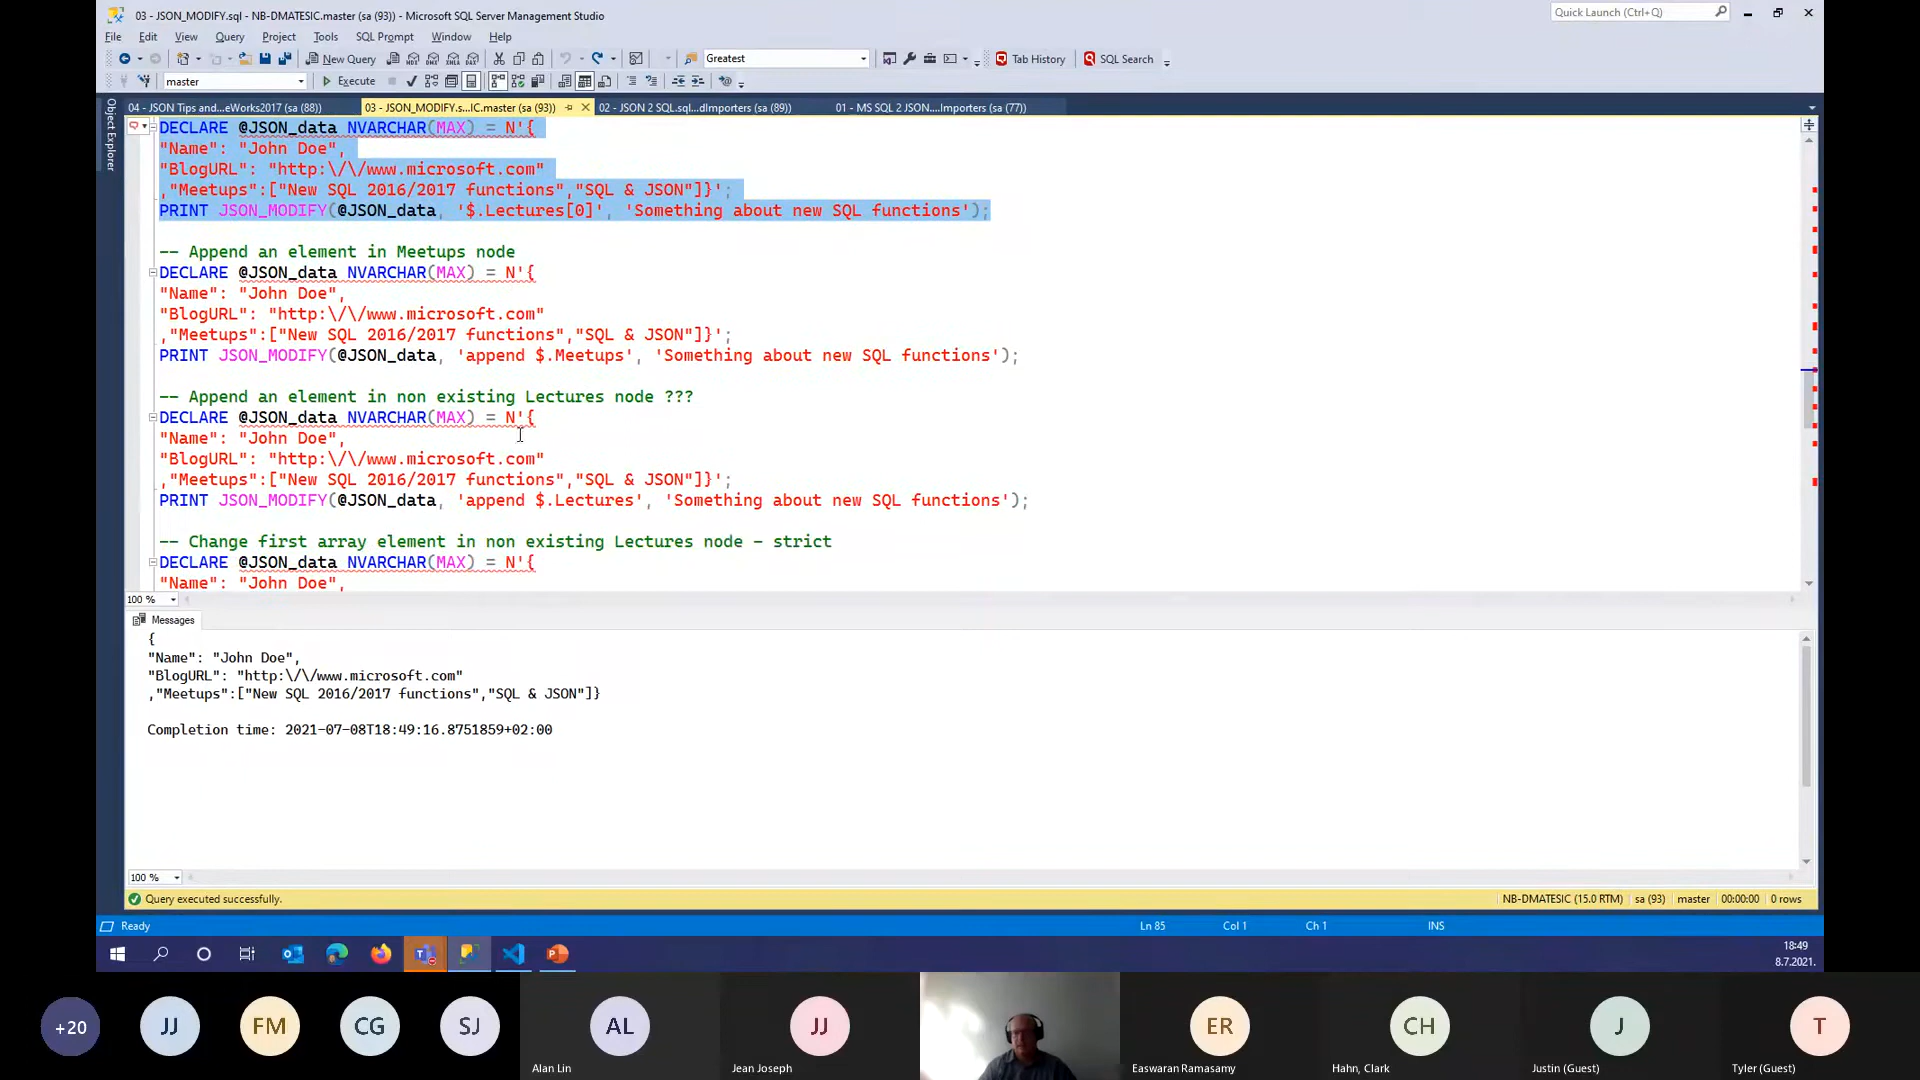 03 - JSON_MODIFY.sql - NB-DMATESIC.master (sa (93)) - Microsoft SQL Server Management Studio
Quick Launch (Ctrl+Q)
File Edit View Query Project Tools SQL Prompt Window Help
New Query
Greatest
Tab History
SQL Search
master
Execute
04 - JSON Tips and...eWorks2017 (sa (88))
03 - JSON_MODIFY.s...IC.master (sa (93))
02 - JSON 2 SQL.sql...dImporters (sa (89))
01 - MS SQL 2 JSON....Importers (sa (77))
Object Explorer
DECLARE @JSON_data NVARCHAR(MAX) = N'{
"Name": "John Doe",
"BlogURL": "http:\/\/www.microsoft.com"
,"Meetups":["New SQL 2016/2017 functions","SQL & JSON"]}';
PRINT JSON_MODIFY(@JSON_data, '$.Lectures[0]', 'Something about new SQL functions');
-- Append an element in Meetups node
DECLARE @JSON_data NVARCHAR(MAX) = N'{
"Name": "John Doe",
"BlogURL": "http:\/\/www.microsoft.com"
,"Meetups":["New SQL 2016/2017 functions","SQL & JSON"]}';
PRINT JSON_MODIFY(@JSON_data, 'append $.Meetups', 'Something about new SQL functions');
-- Append an element in non existing Lectures node ???
DECLARE @JSON_data NVARCHAR(MAX) = N'{
"Name": "John Doe",
"BlogURL": "http:\/\/www.microsoft.com"
,"Meetups":["New SQL 2016/2017 functions","SQL & JSON"]}';
PRINT JSON_MODIFY(@JSON_data, 'append $.Lectures', 'Something about new SQL functions');
-- Change first array element in non existing Lectures node - strict
DECLARE @JSON_data NVARCHAR(MAX) = N'{
"Name": "John Doe",
100 %
Messages
{
"Name": "John Doe",
"BlogURL": "http:\/\/www.microsoft.com"
,"Meetups":["New SQL 2016/2017 functions","SQL & JSON"]}
Completion time: 2021-07-08T18:49:16.8751859+02:00
100 %
Query executed successfully.
NB-DMATESIC (15.0 RTM) sa (93) master 00:00:00 0 rows
Ready
Ln 85 Col 1 Ch 1 INS
18:49
8.7.2021.
+20 JJ FM CG SJ AL JJ ER CH J T
Alan Lin
Jean Joseph
Easwaran Ramasamy
Hahn, Clark
Justin (Guest)
Tyler (Guest)